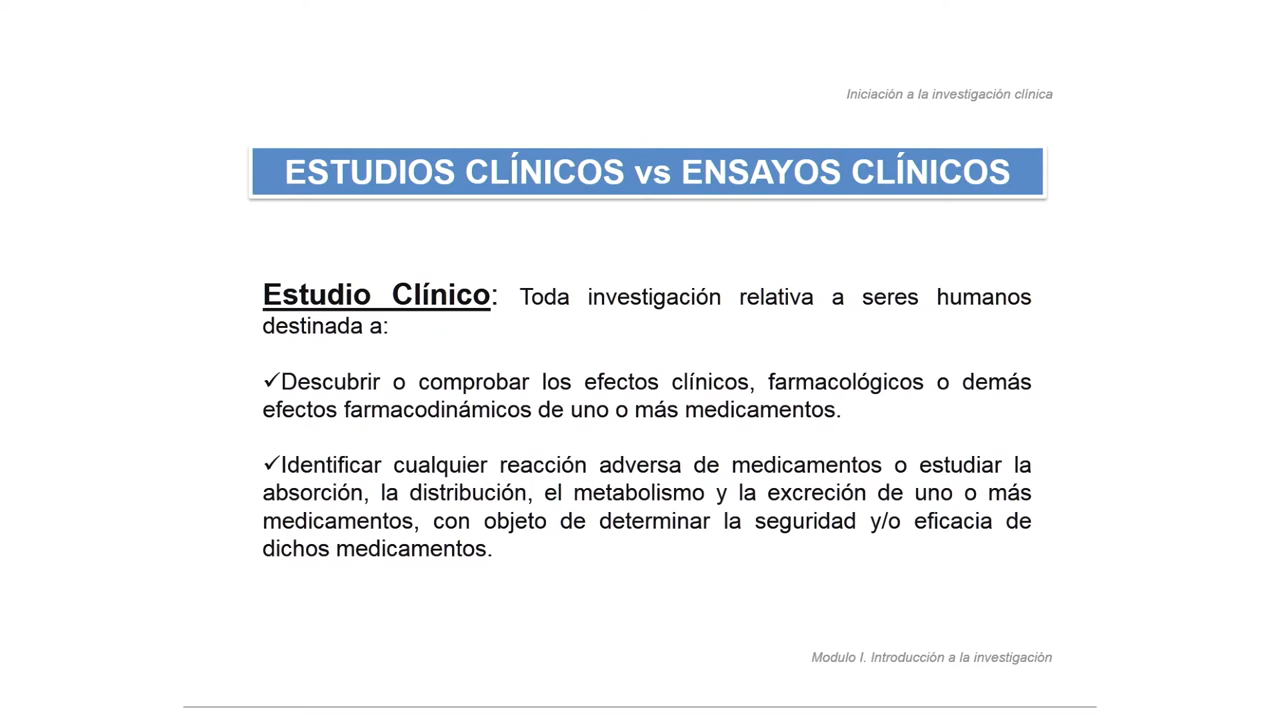 Iniciación a la investigación clínica
ESTUDIOS CLÍNICOS vs ENSAYOS CLÍNICOS
Estudio Clínico: Toda investigación relativa a seres humanos
destinada a:
✓Descubrir o comprobar los efectos clínicos, farmacológicos o demás
efectos farmacodinámicos de uno o más medicamentos.
✓Identificar cualquier reacción adversa de medicamentos o estudiar la
absorción, la distribución, el metabolismo y la excreción de uno o más
medicamentos, con objeto de determinar la seguridad y/o eficacia de
dichos medicamentos.
Modulo I. Introducción a la investigación